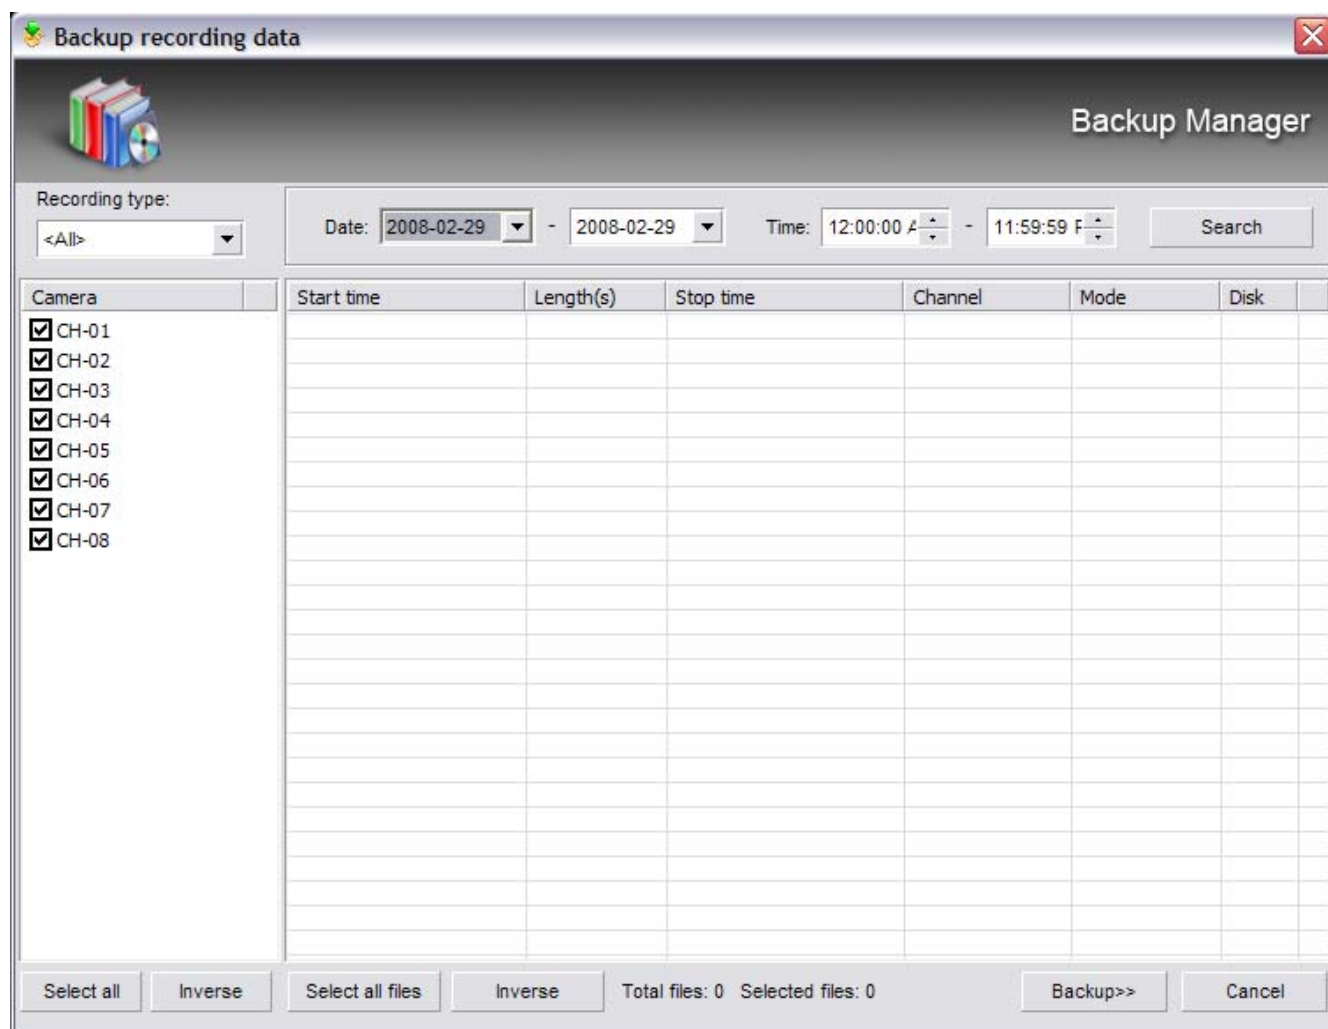 Backup recording data
Backup Manager
Recording type:
<All>
Date: 2008-02-29 - 2008-02-29 Time: 12:00:00 A - 11:59:59 P Search
Camera Start time Length(s) Stop time Channel Mode Disk
CH-01
CH-02
CH-03
CH-04
CH-05
CH-06
CH-07
CH-08
Select all Inverse Select all files Inverse Total files: 0 Selected files: 0 Backup>> Cancel